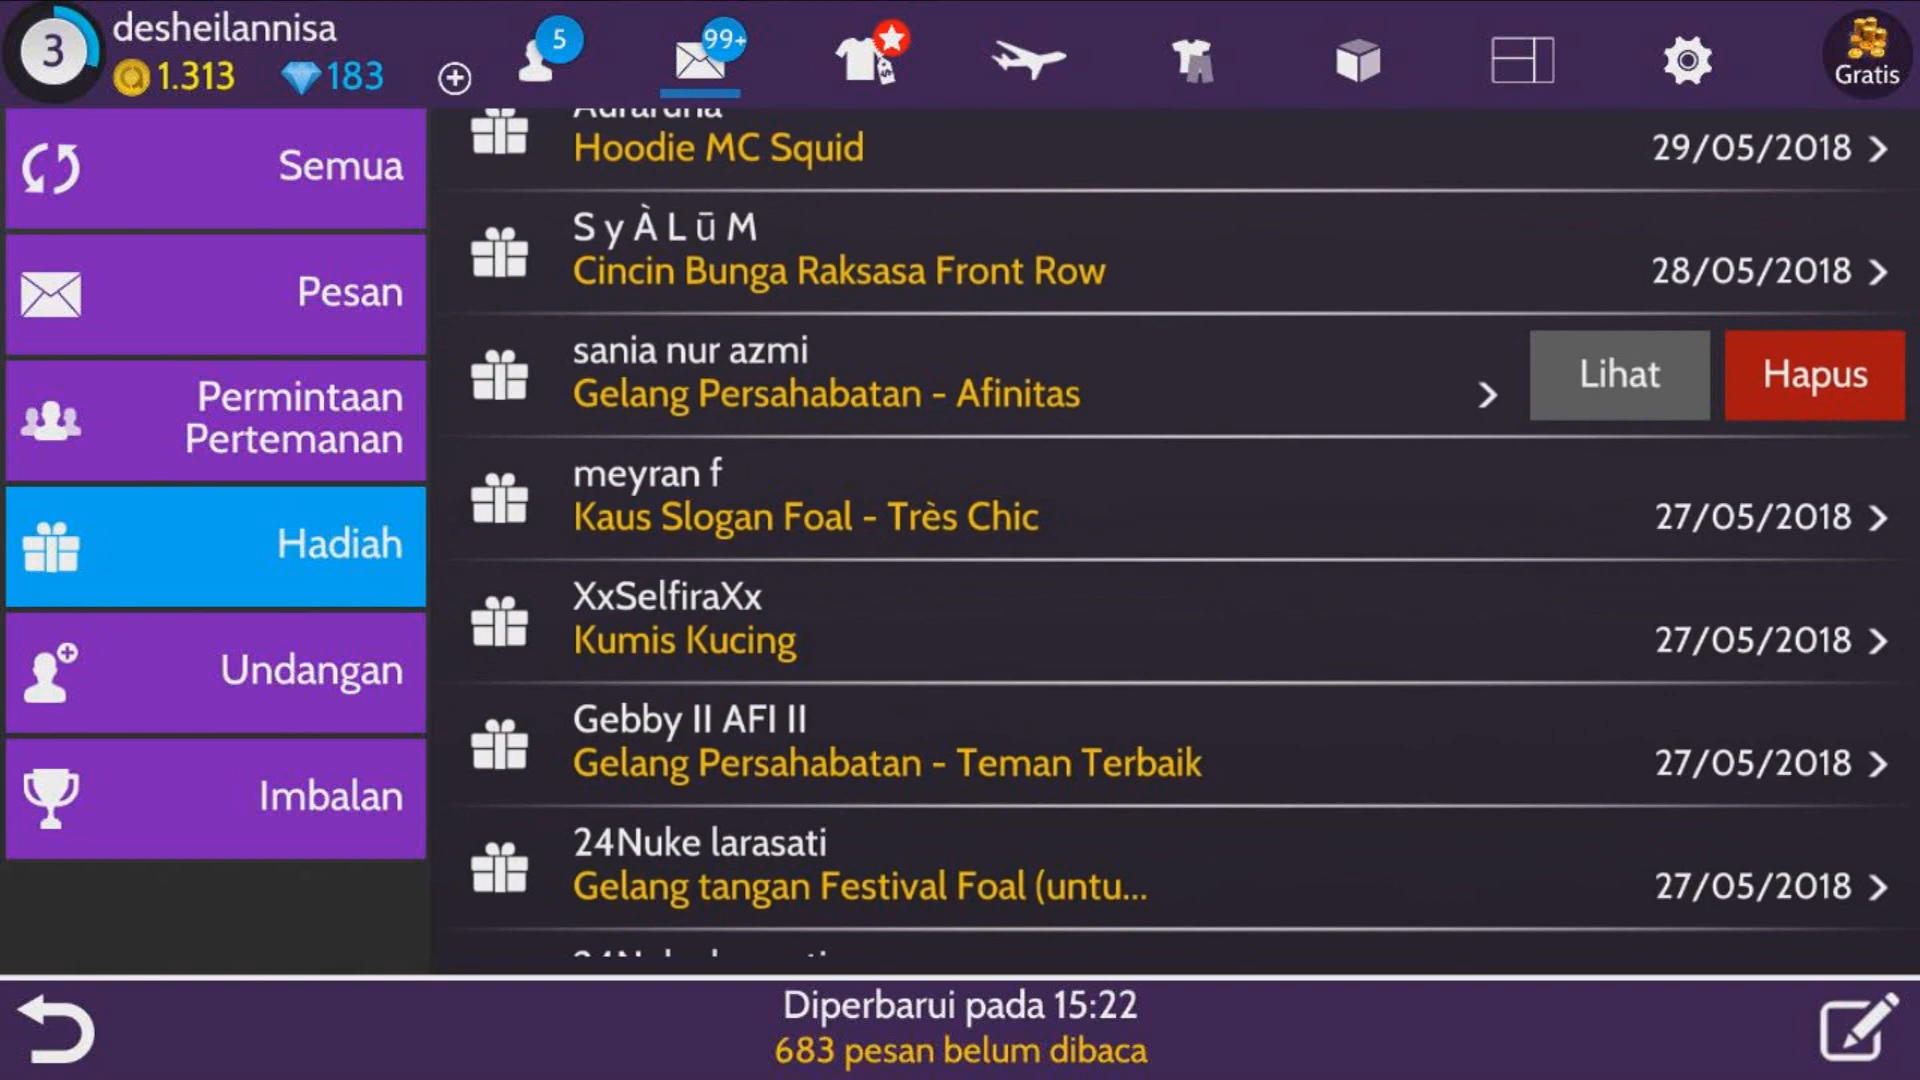 3
desheilannisa
1.313
183
5
99+
Gratis
Semua
Pesan
Permintaan
Pertemanan
Hadiah
Undangan
Imbalan
Hoodie MC Squid
29/05/2018
S y À L ū M
Cincin Bunga Raksasa Front Row
28/05/2018
sania nur azmi
Gelang Persahabatan - Afinitas
Lihat
Hapus
meyran f
Kaus Slogan Foal - Très Chic
27/05/2018
XxSelfiraXx
Kumis Kucing
27/05/2018
Gebby II AFI II
Gelang Persahabatan - Teman Terbaik
27/05/2018
24Nuke larasati
Gelang tangan Festival Foal (untu...
27/05/2018
Diperbarui pada 15:22
683 pesan belum dibaca